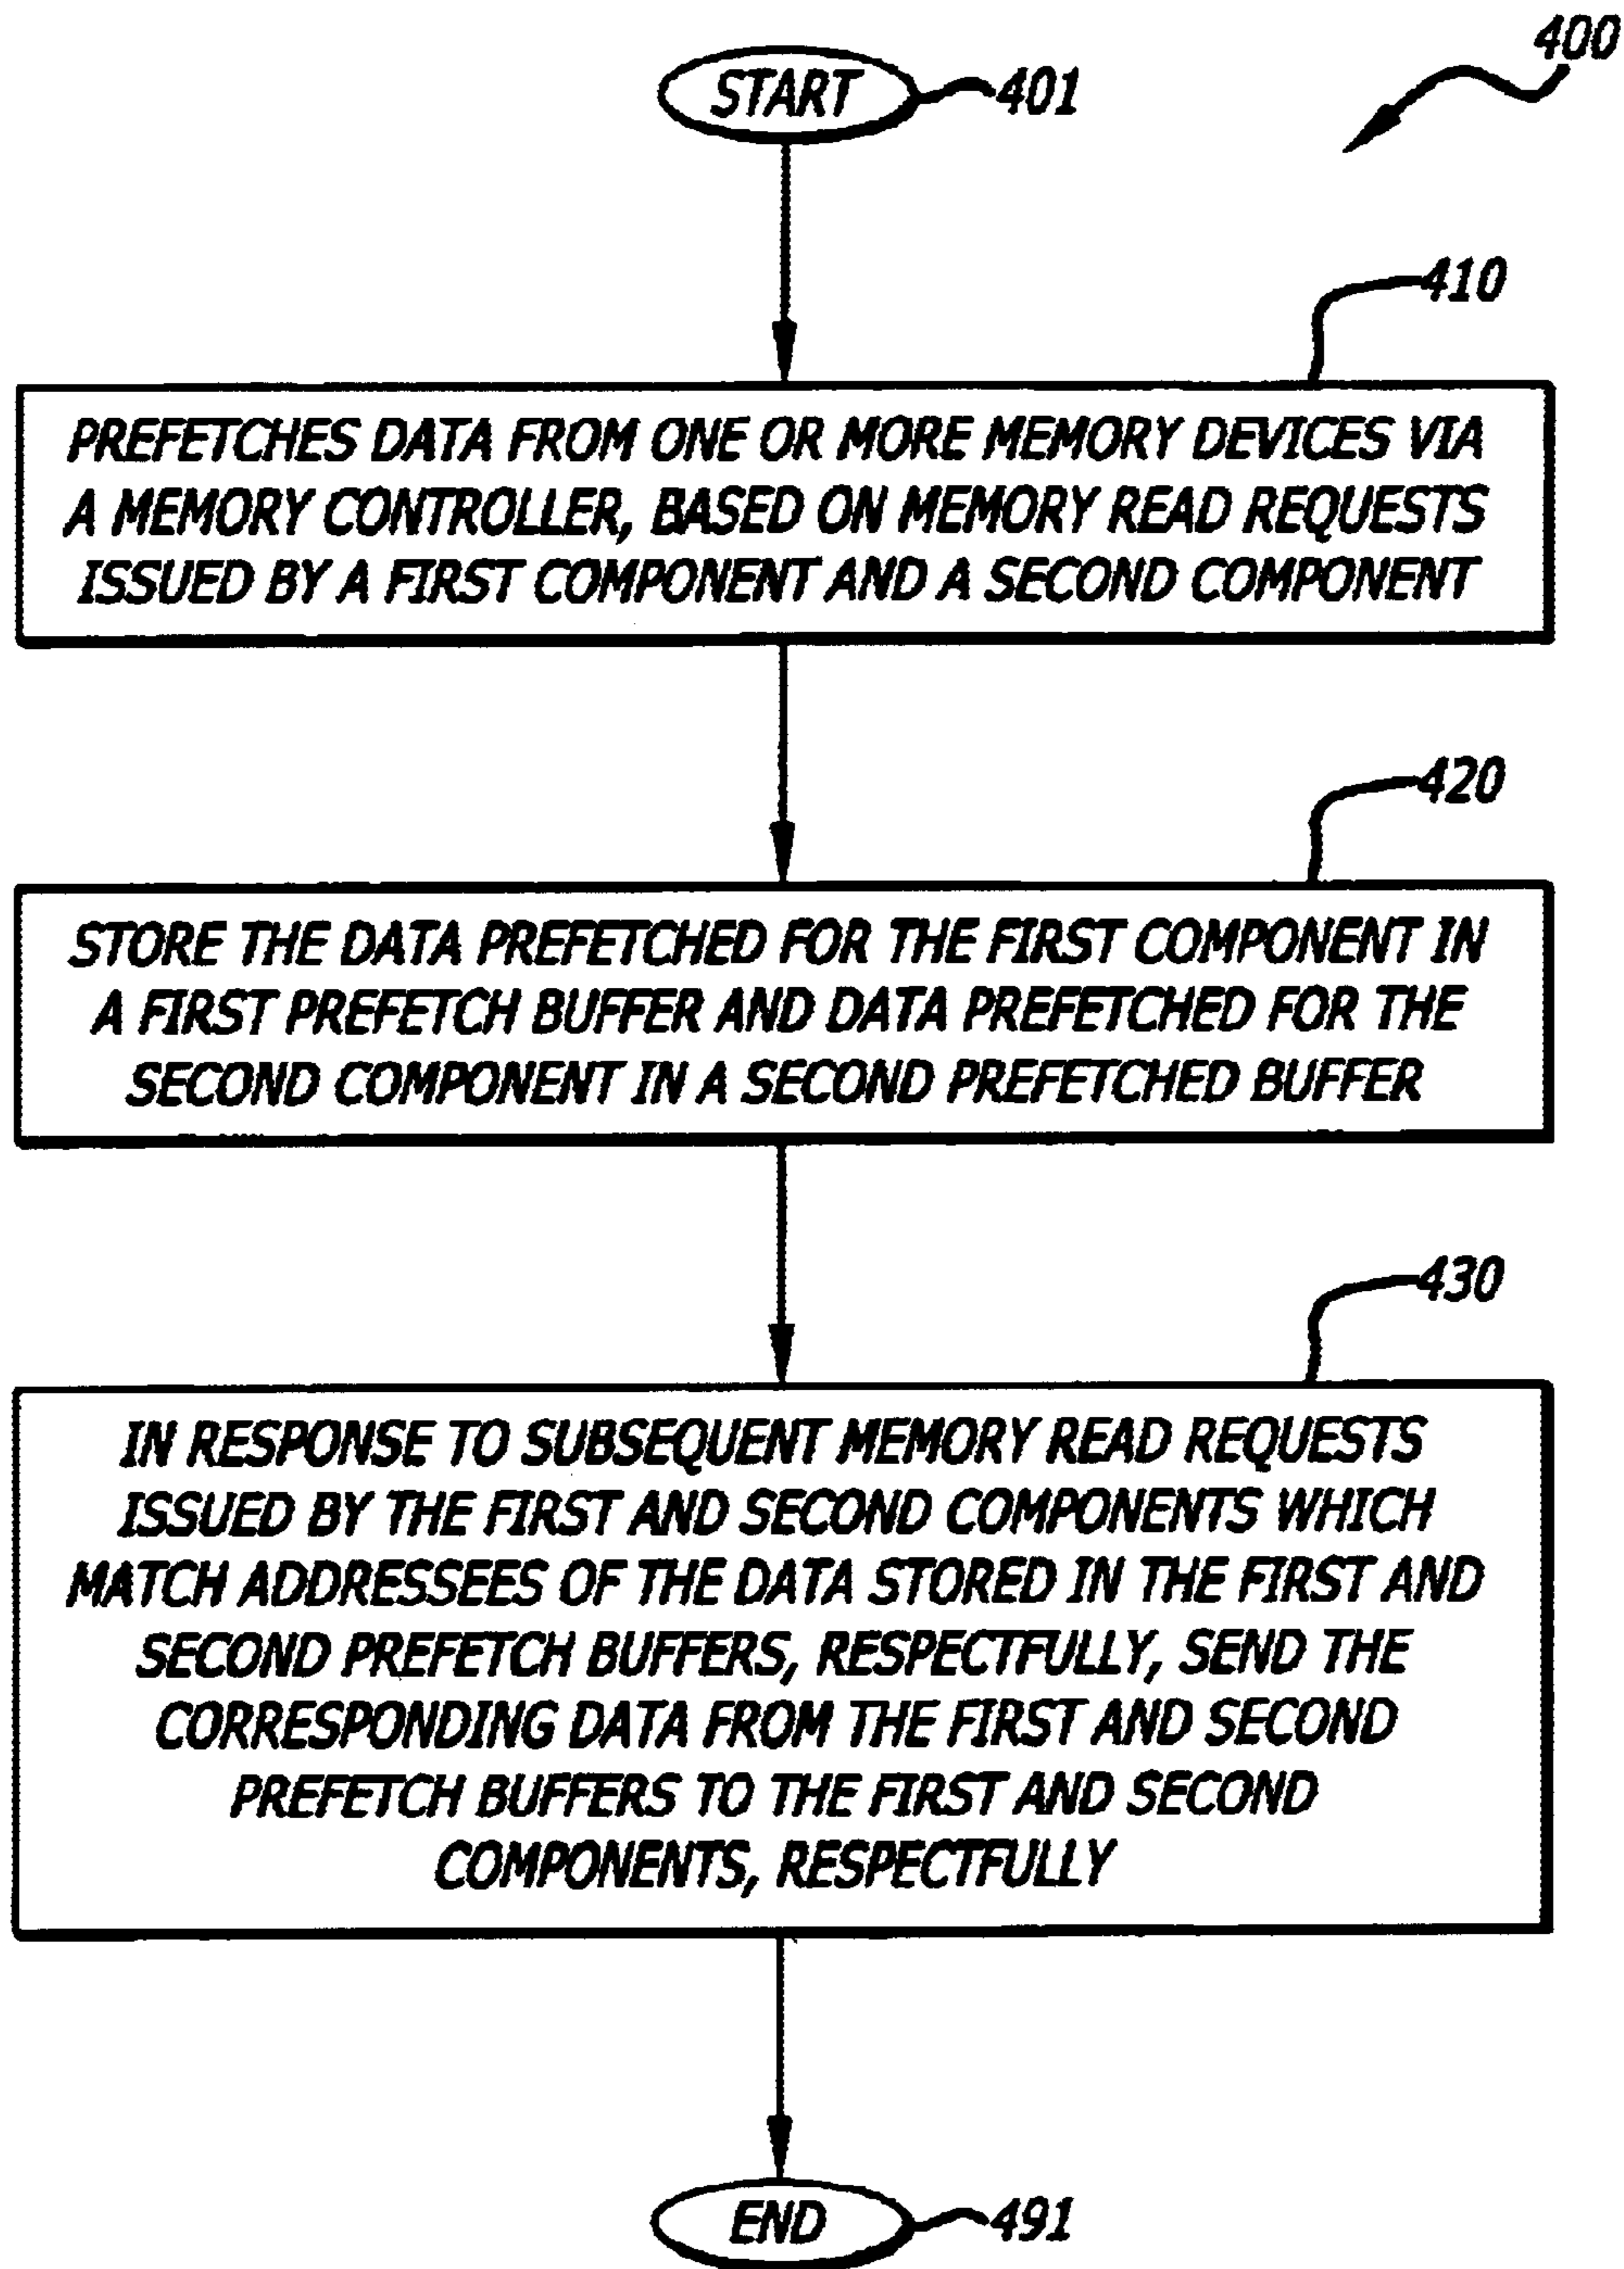 400
START 401
410
PREFETCHES DATA FROM ONE OR MORE MEMORY DEVICES VIA
A MEMORY CONTROLLER, BASED ON MEMORY READ REQUESTS
ISSUED BY A FIRST COMPONENT AND A SECOND COMPONENT
420
STORE THE DATA PREFETCHED FOR THE FIRST COMPONENT IN
A FIRST PREFETCH BUFFER AND DATA PREFETCHED FOR THE
SECOND COMPONENT IN A SECOND PREFETCHED BUFFER
430
IN RESPONSE TO SUBSEQUENT MEMORY READ REQUESTS
ISSUED BY THE FIRST AND SECOND COMPONENTS WHICH
MATCH ADDRESSEES OF THE DATA STORED IN THE FIRST AND
SECOND PREFETCH BUFFERS, RESPECTFULLY, SEND THE
CORRESPONDING DATA FROM THE FIRST AND SECOND
PREFETCH BUFFERS TO THE FIRST AND SECOND
COMPONENTS, RESPECTFULLY
END 491